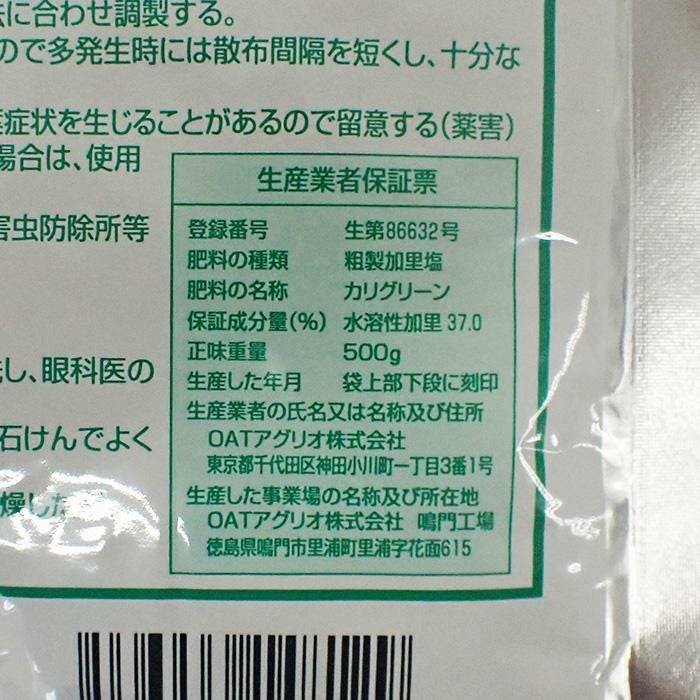 に合わせ調製する。
ので多発生時には散布間隔を短くし、十分な
症状を生じることがあるので留意する(薬害)
場合は、使用
害虫防除所等
し、眼科医の
石けんでよく
燥した
生産業者保証票
登録番号 生第86632号
肥料の種類 粗製加里塩
肥料の名称 カリグリーン
保証成分量(%) 水溶性加里 37.0
正味重量 500g
生産した年月 袋上部下段に刻印
生産業者の氏名又は名称及び住所
OATアグリオ株式会社
東京都千代田区神田小川町一丁目3番1号
生産した事業場の名称及び所在地
OATアグリオ株式会社 鳴門工場
徳島県鳴門市里浦町里浦字花面615